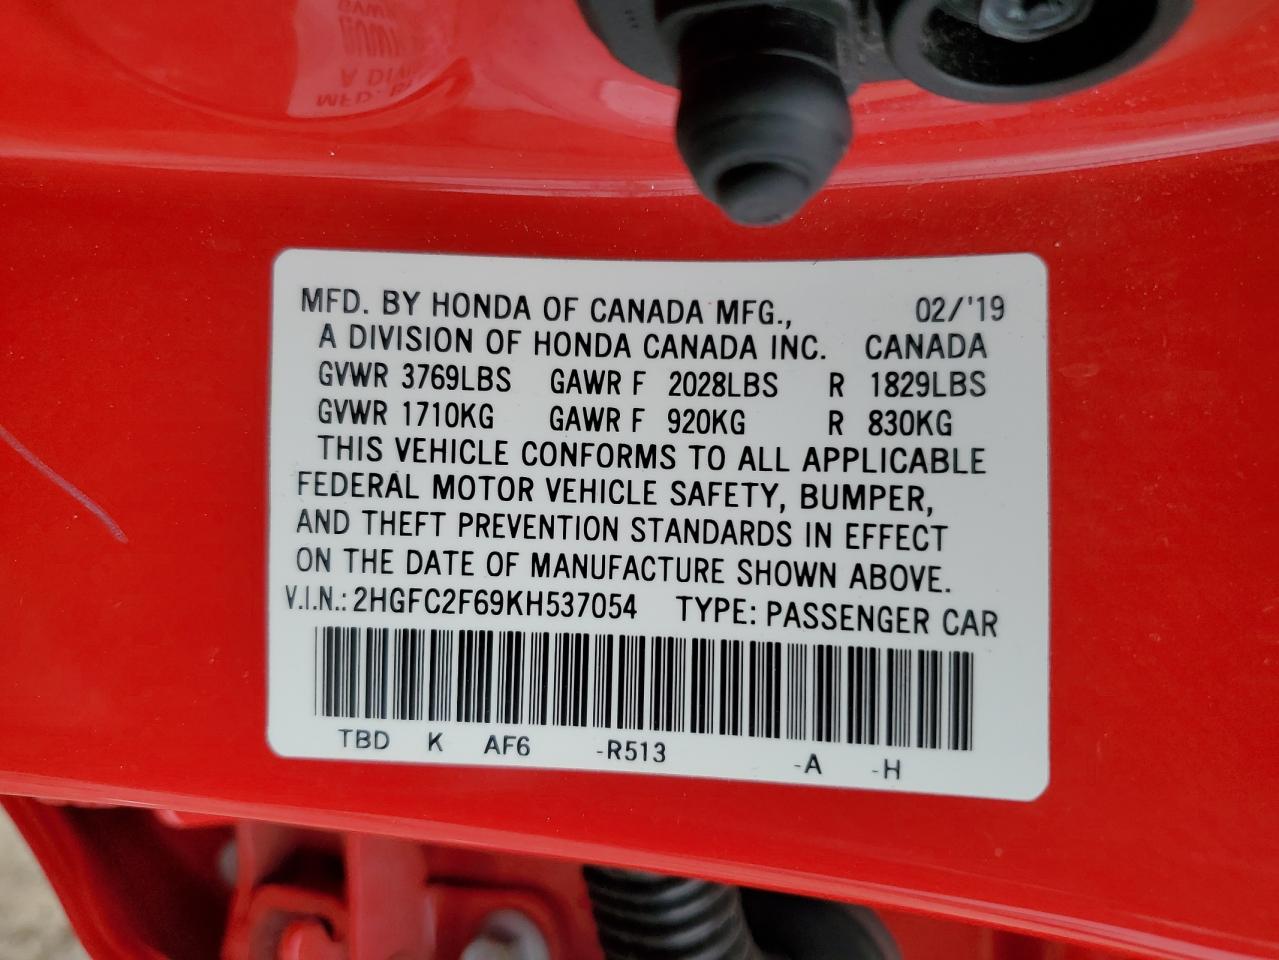 MFD. BY HONDA OF CANADA MFG., 02/'19
A DIVISION OF HONDA CANADA INC. CANADA
GVWR 3769LBS GAWR F 2028LBS R 1829LBS
GVWR 1710KG GAWR F 920KG R 830KG
THIS VEHICLE CONFORMS TO ALL APPLICABLE
FEDERAL MOTOR VEHICLE SAFETY, BUMPER,
AND THEFT PREVENTION STANDARDS IN EFFECT
ON THE DATE OF MANUFACTURE SHOWN ABOVE.
V.I.N.: 2HGFC2F69KH537054 TYPE: PASSENGER CAR
TBD K AF6 -R513 -A -H